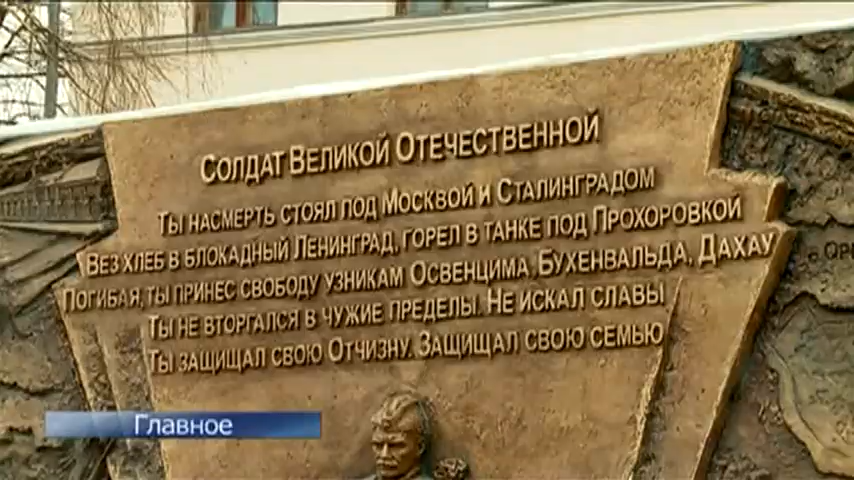 Солдат Великой Отечественной
Ты насмерть стоял под Москвой и Сталинградом
Вез хлеб в блокадный Ленинград, горел в танке под Прохоровкой
Погибая, ты принес свободу узникам Освенцима, Бухенвальда, Дахау
Ты не вторгался в чужие пределы. Не искал славы
Ты защищал свою Отчизну. Защищал свою семью
Главное